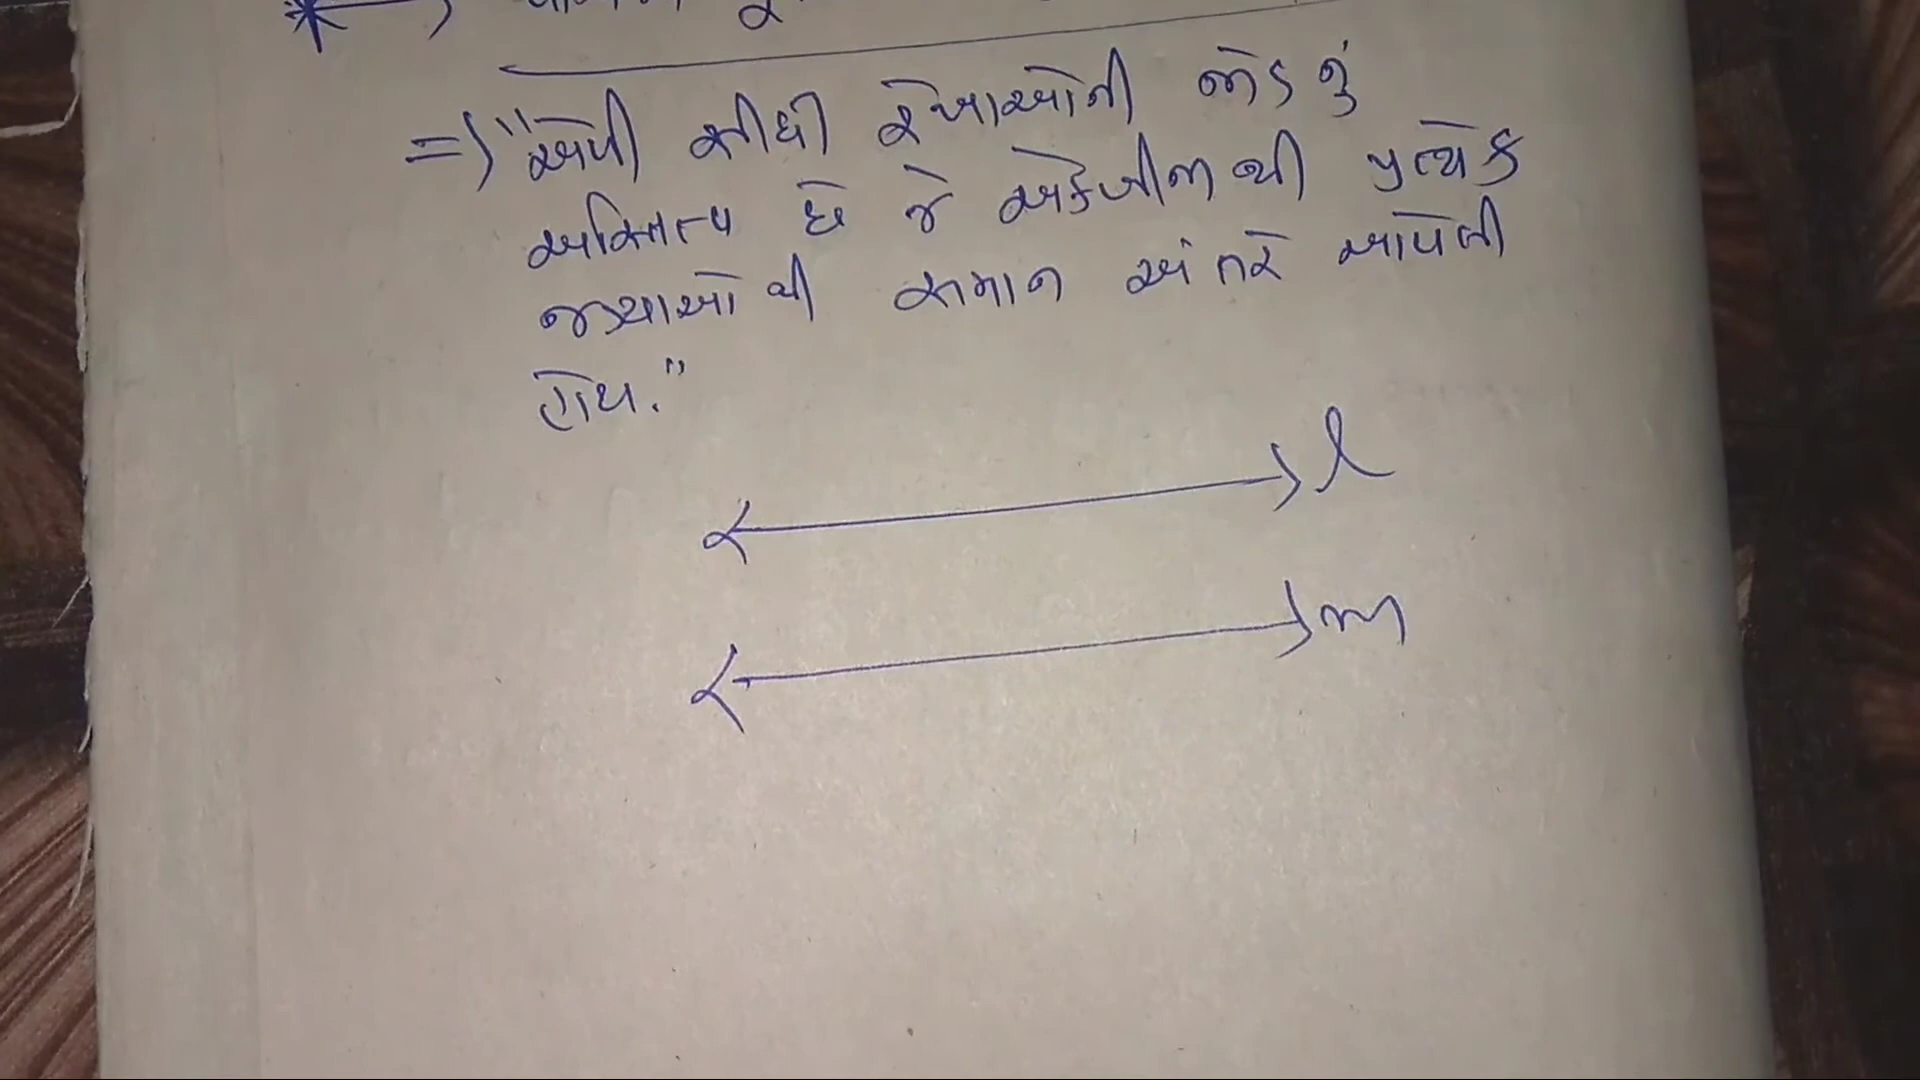 => "એવી સીધી રેખાઓની જોડ નું
અસ્તિત્વ છે જે એકબીજા થી પ્રત્યેક
જગ્યાઓ થી સમાન અંતરે આવેલી
હોય."
l
m